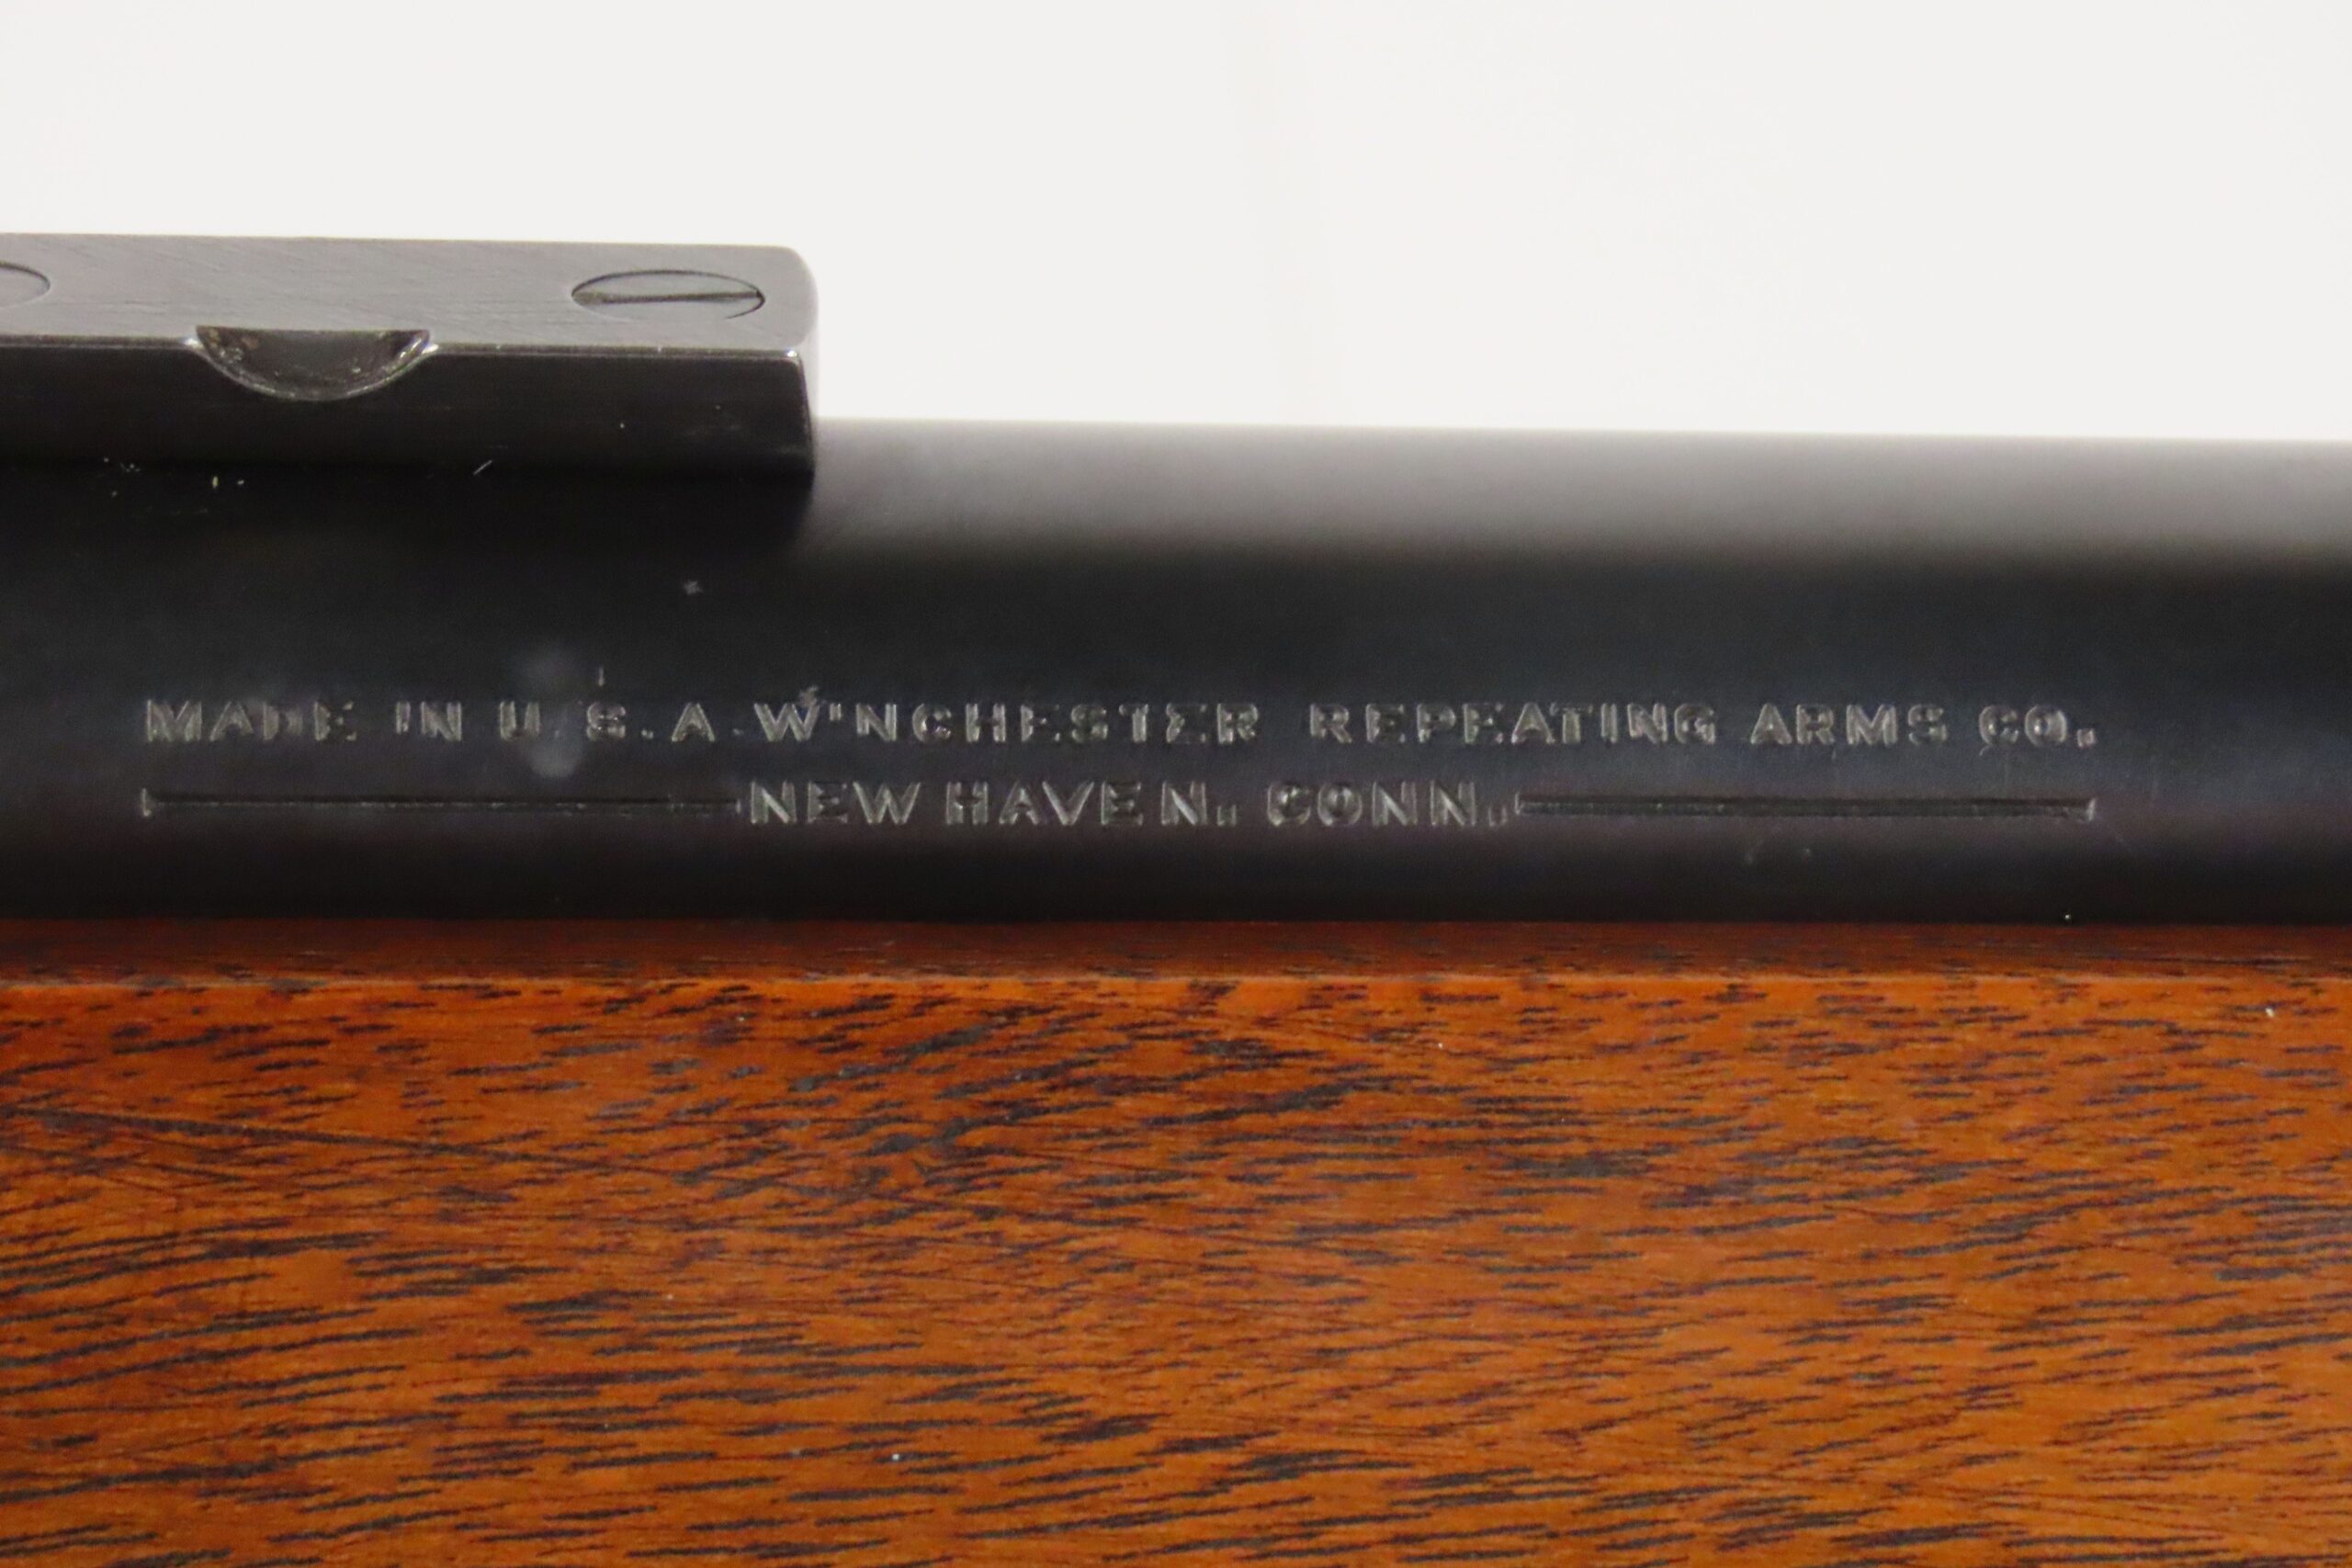 MADE IN U.S.A. WINCHESTER REPEATING ARMS CO.
NEW HAVEN. CONN.